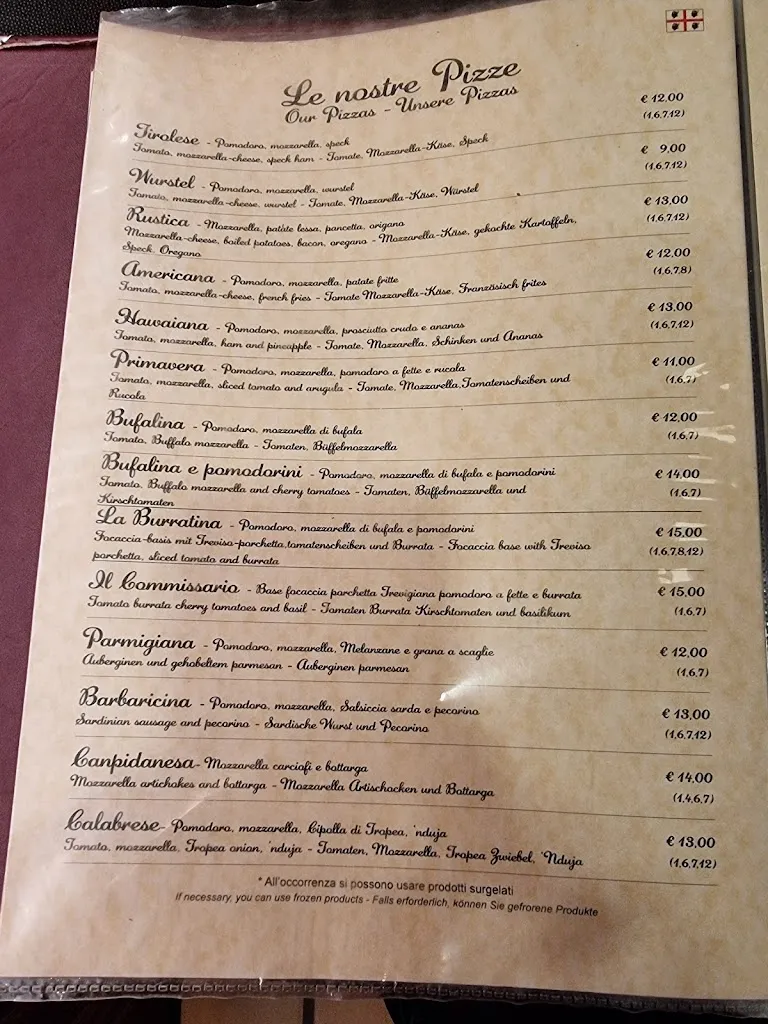 Le nostre Pizze
Our Pizzas - Unsere Pizzas
Tirolese - Pomodoro, mozzarella, speck € 12,00
Tomato, mozzarella-cheese, speck ham - Tomate, Mozzarella-Käse, Speck (1,6,7,12)
Wurstel - Pomodoro, mozzarella, wurstel € 9,00
Tomato, mozzarella-cheese, wurstel - Tomate, Mozzarella-Käse, Würstel (1,6,7,12)
Rustica - Mozzarella, patate lessa, pancetta, origano € 13,00
Mozzarella-cheese, boiled potatoes, bacon, oregano - Mozzarella-Käse, gekochte Kartoffeln, (1,6,7,12)
Speck, Oregano
Americana - Pomodoro, mozzarella, patate fritte € 12,00
Tomato, mozzarella-cheese, french fries - Tomate Mozzarella-Käse, Französisch frites (1,6,7,8)
Hawaiana - Pomodoro, mozzarella, prosciutto crudo e ananas € 13,00
Tomato, mozzarella, ham and pineapple - Tomate, Mozzarella, Schinken und Ananas (1,6,7,12)
Primavera - Pomodoro, mozzarella, pomodoro a fette e rucola € 11,00
Tomato, mozzarella, sliced tomato and arugula - Tomate, Mozzarella,Tomatenscheiben und (1,6,7)
Rucola
Bufalina - Pomodoro, mozzarella di bufala € 12,00
Tomato, Buffalo mozzarella - Tomaten, Büffelmozzarella (1,6,7)
Bufalina e pomodorini - Pomodoro, mozzarella di bufala e pomodorini € 14,00
Tomato, Buffalo mozzarella and cherry tomatoes - Tomaten, Büffelmozzarella und (1,6,7)
Kirschtomaten
La Burratina - Pomodoro, mozzarella di bufala e pomodorini € 15,00
Focaccia-basis mit Treviso-porchetta,tomatenscheiben und Burrata - Focaccia base with Treviso (1,6,7,8,12)
porchetta, sliced tomato and burrata
Il Commissario - Base focaccia porchetta Trevigiana pomodoro a fette e burrata € 15,00
Tomato burrata cherry tomatoes and basil - Tomaten Burrata Kirschtomaten und basilikum (1,6,7)
Parmigiana - Pomodoro, mozzarella, Melanzane e grana a scaglie € 12,00
Auberginen und gehobeltem parmesan - Auberginen parmesan (1,6,7)
Barbaricina - Pomodoro, mozzarella, Salsiccia sarda e pecorino € 13,00
Sardinian sausage and pecorino - Sardische Wurst und Pecorino (1,6,7,12)
Canpidanesa- Mozzarella carciofi e bottarga € 14,00
Mozzarella artichokes and bottarga - Mozzarella Artischocken und Bottarga (1,4,6,7)
Calabrese- Pomodoro, mozzarella, Cipolla di Tropea, 'nduja € 13,00
Tomato, mozzarella, Tropea onion, 'nduja - Tomaten, Mozzarella, Tropea Zwiebel, 'Nduja (1,6,7,12)
* All'occorrenza si possono usare prodotti surgelati
If necessary, you can use frozen products - Falls erforderlich, können Sie gefrorene Produkte